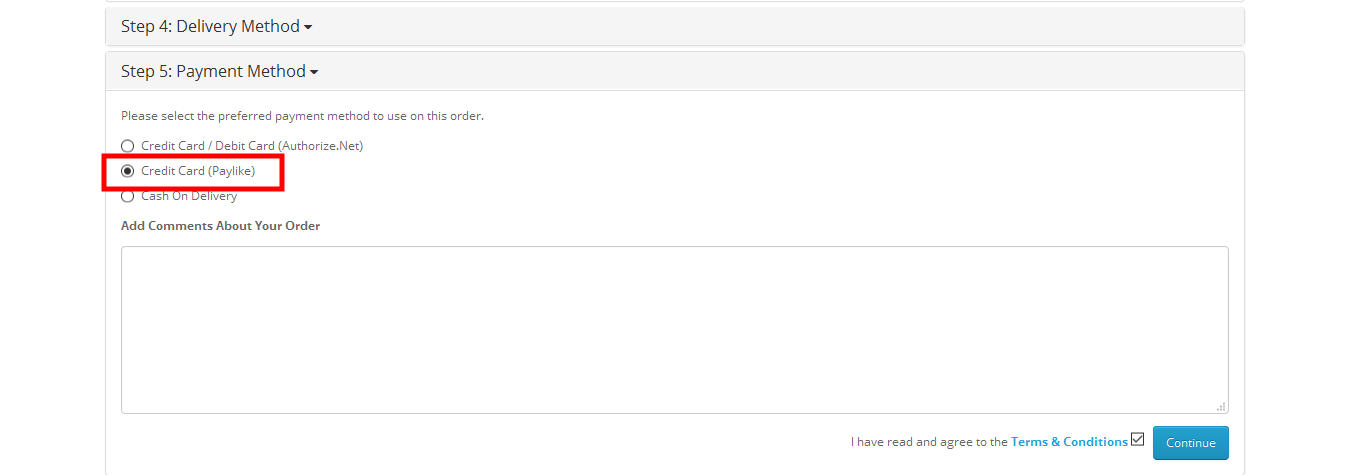 Step 4: Delivery Method
Step 5: Payment Method
Please select the preferred payment method to use on this order.
Credit Card / Debit Card (Authorize.Net)
Credit Card (Paylike)
Cash On Delivery
Add Comments About Your Order
I have read and agree to the Terms & Conditions Continue